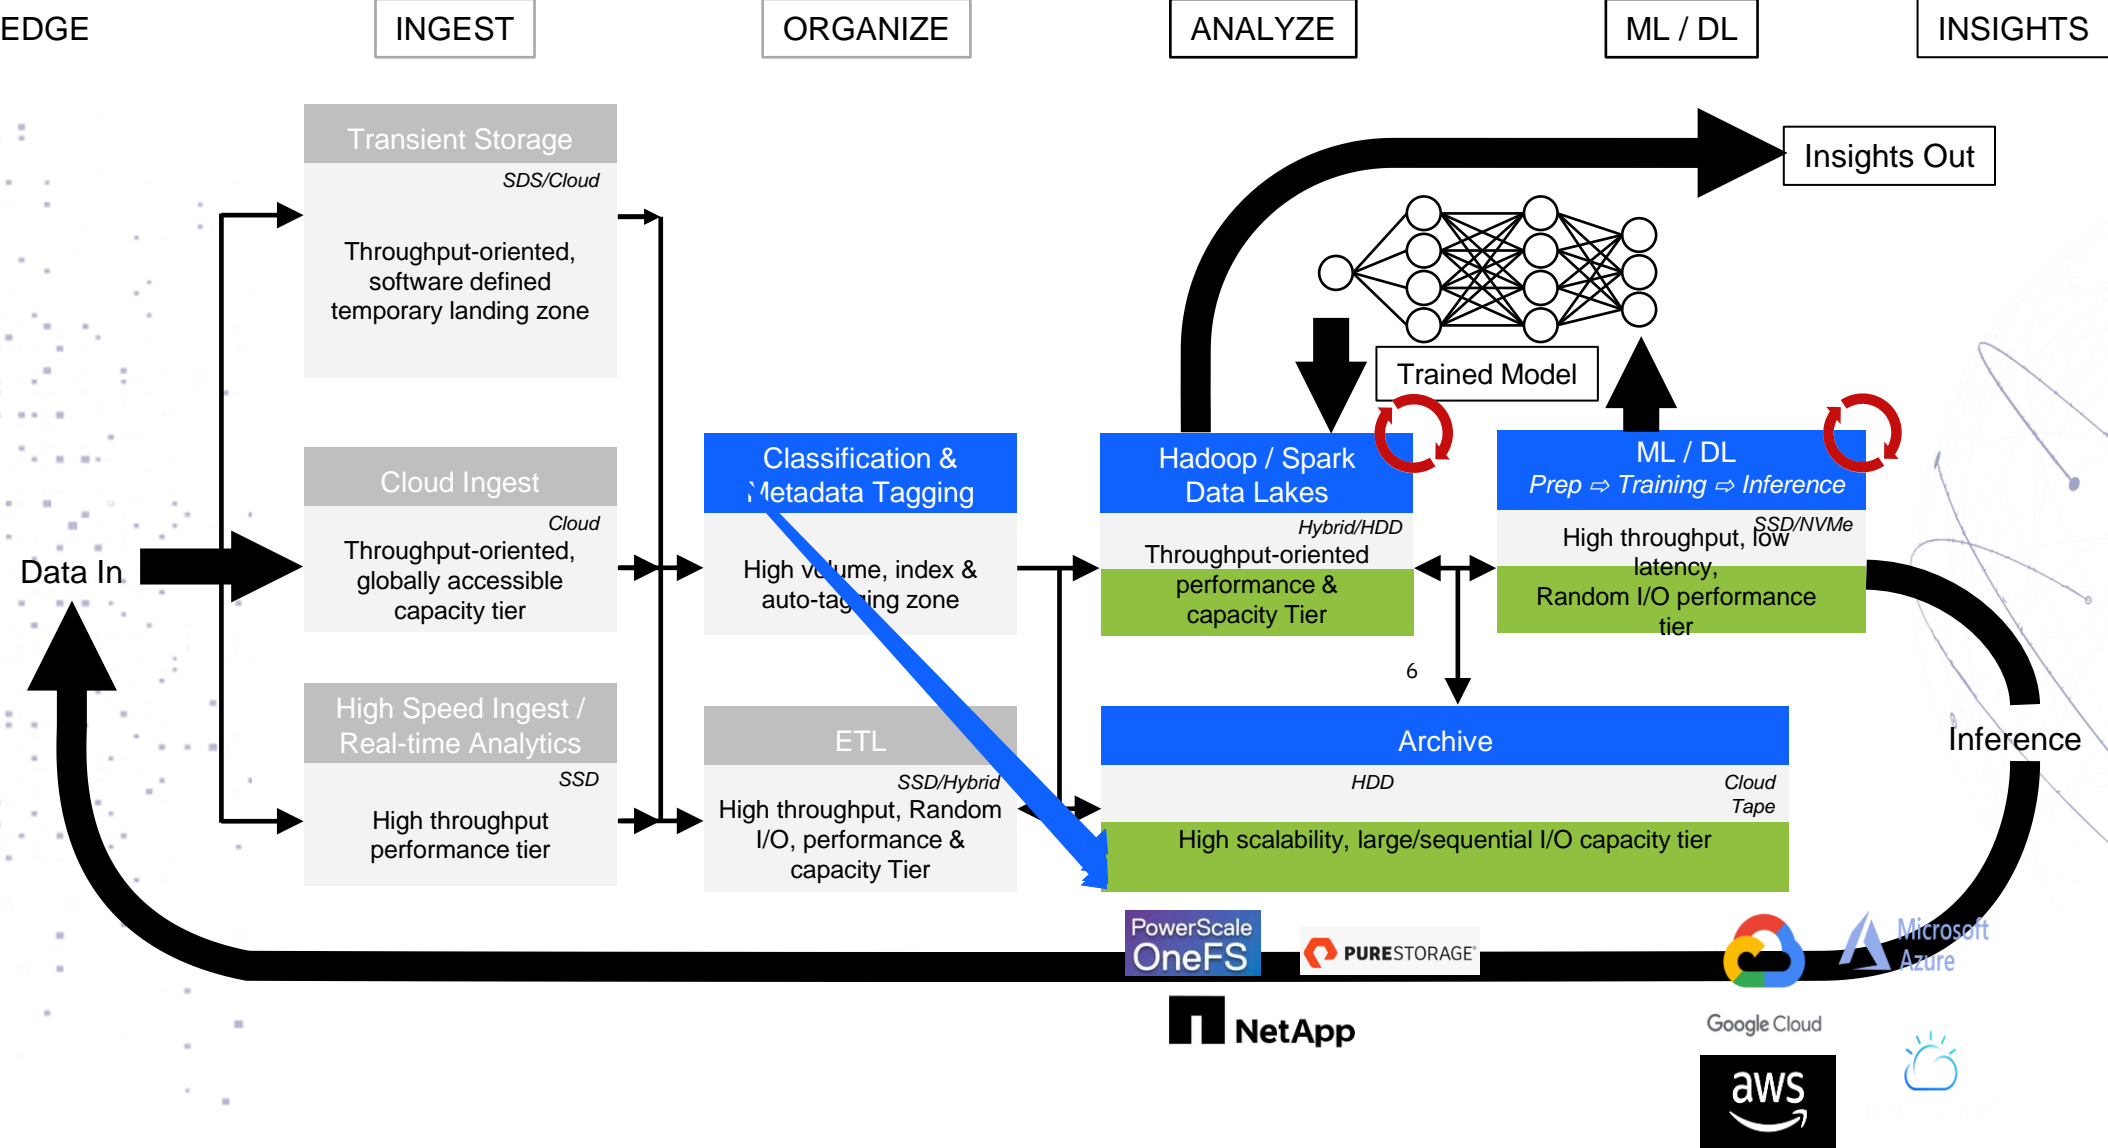 EDGE
INGEST
ORGANIZE
ANALYZE
ML / DL
INSIGHTS
Transient Storage
SDS/Cloud
Throughput-oriented,
software defined
temporary landing zone
Insights Out
Trained Model
Cloud Ingest
Cloud
Throughput-oriented,
globally accessible
capacity tier
Classification &
Metadata Tagging
High volume, index &
auto-tagging zone
Hadoop / Spark
Data Lakes
Hybrid/HDD
Throughput-oriented
performance &
capacity Tier
ML / DL
Prep ⇨ Training ⇨ Inference
SSD/NVMe
High throughput, low
latency,
Random I/O performance
tier
Data In
6
High Speed Ingest /
Real-time Analytics
SSD
High throughput
performance tier
ETL
SSD/Hybrid
High throughput, Random
I/O, performance &
capacity Tier
Archive
HDD
Cloud
Tape
High scalability, large/sequential I/O capacity tier
Inference
PowerScale
OneFS
PURESTORAGE
NetApp
Google Cloud
Microsoft
Azure
aws